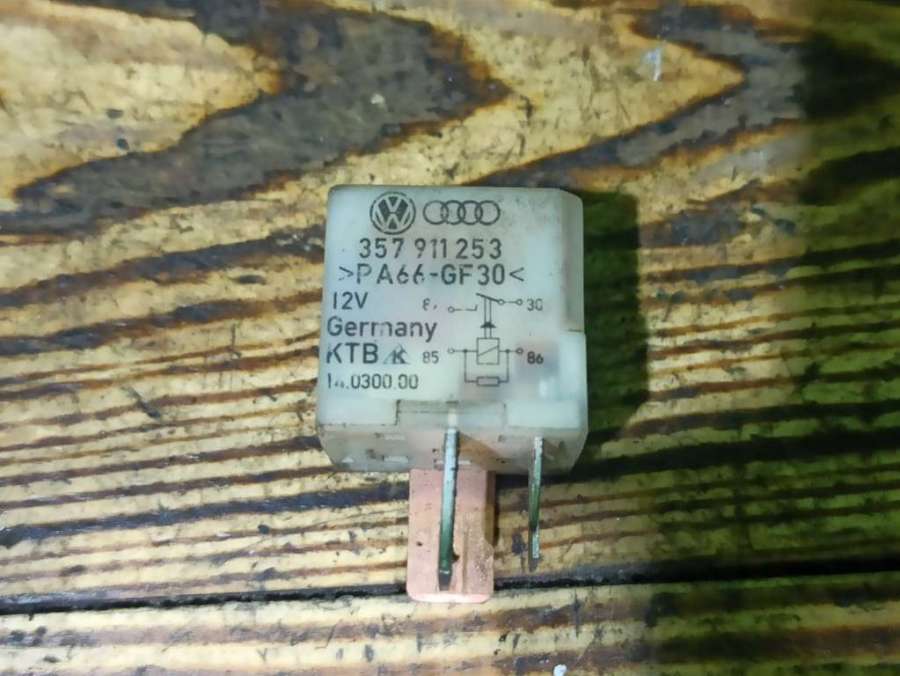 357 911 253
>PA66-GF30<
12V
30
Germany
KTB K 85 86
14.0300.00